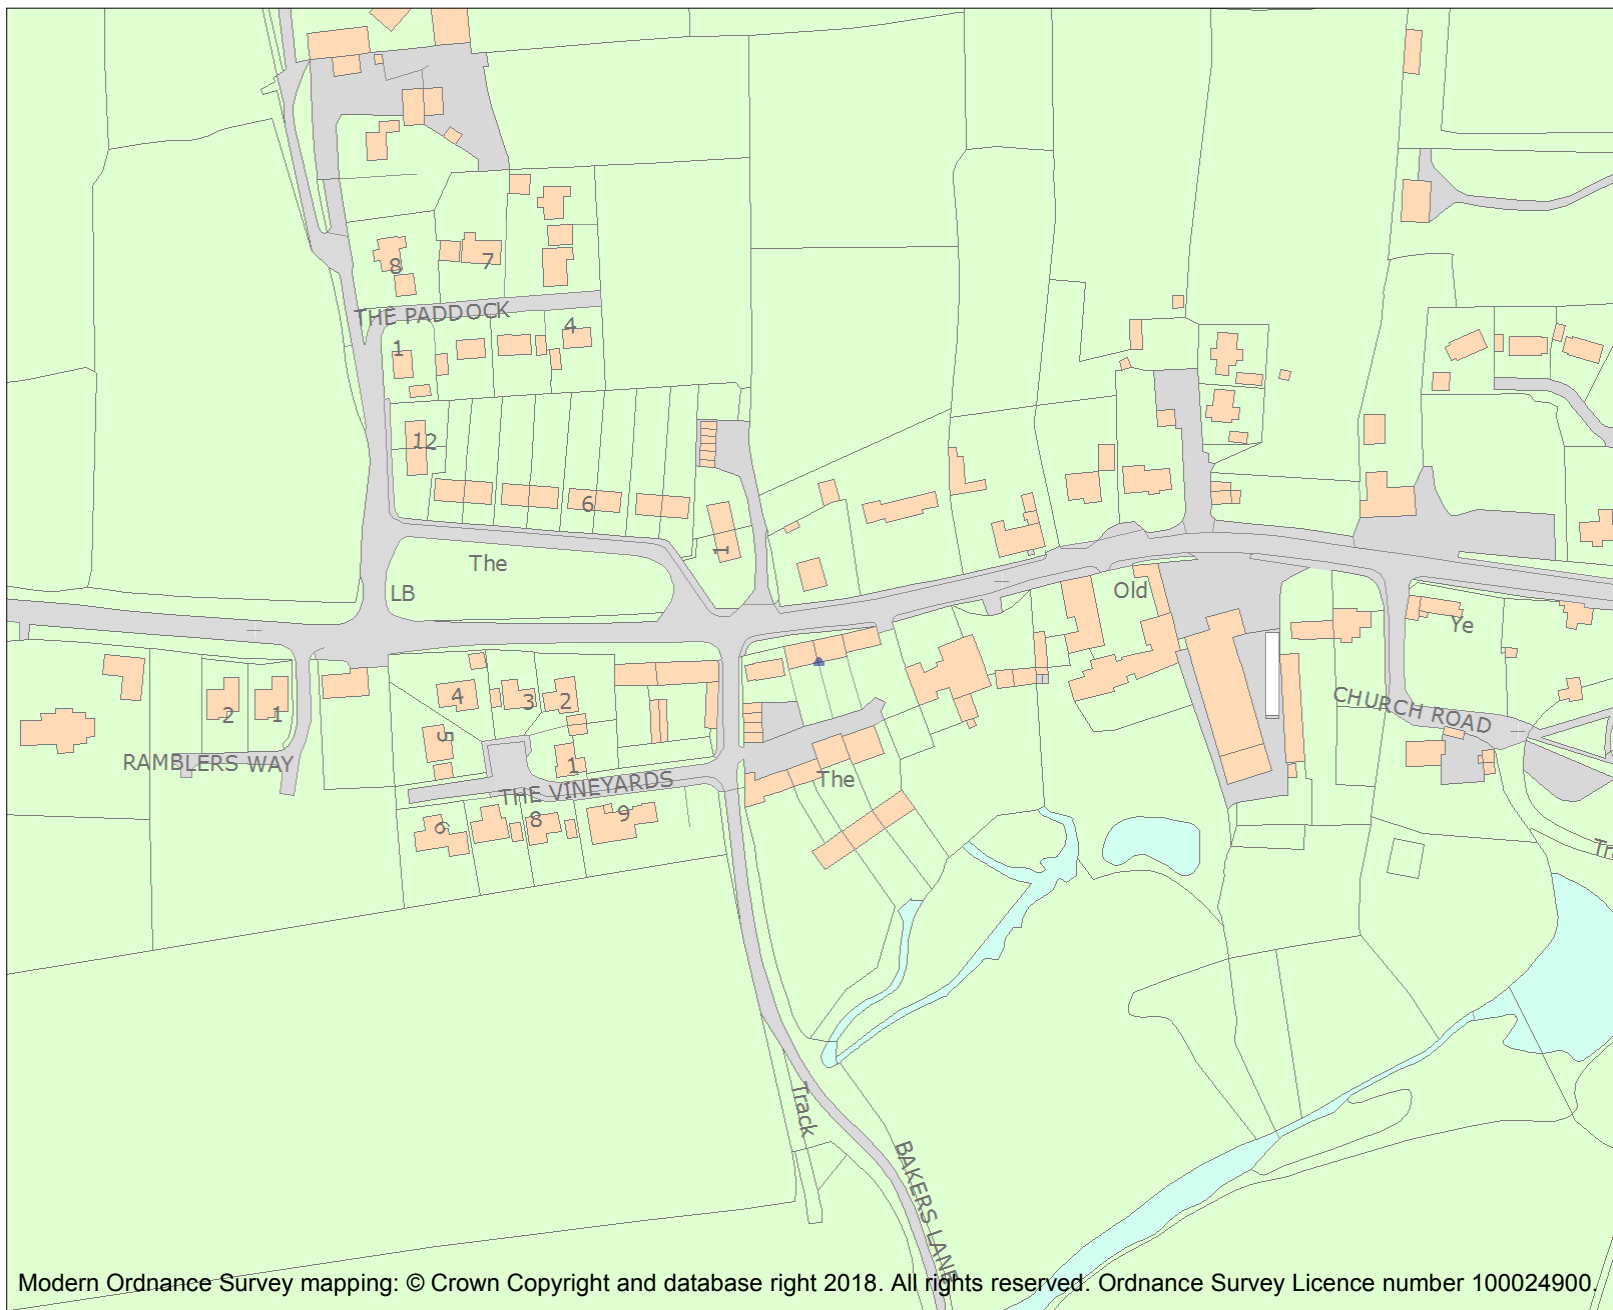 8
7
THE PADDOCK
4
1
12
6
1
The
LB
Old
Ye
4
3
2
2
1
5
CHURCH ROAD
RAMBLERS WAY
1
THE VINEYARDS
The
6
8
9
Track
BAKERS LANE
Modern Ordnance Survey mapping: © Crown Copyright and database right 2018. All rights reserved. Ordnance Survey Licence number 100024900.